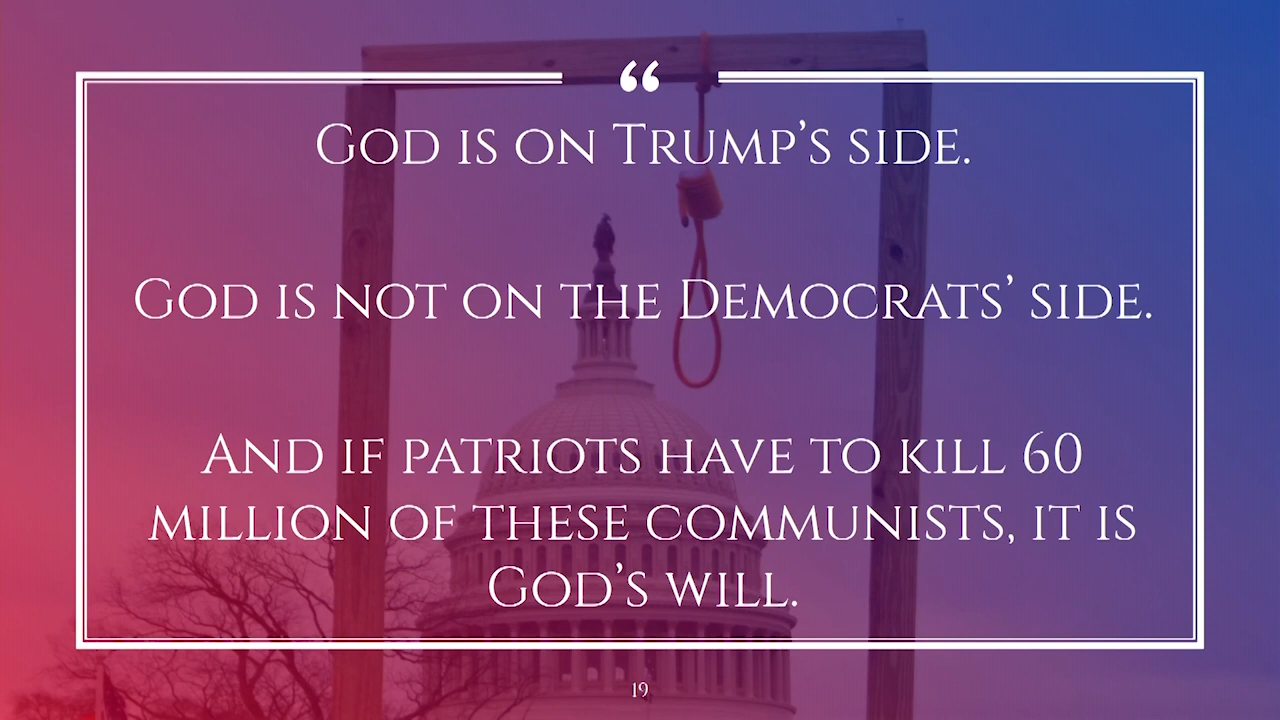 “
God is on Trump’s side.
God is not on the Democrats’ side.
And if patriots have to kill 60
million of these communists, it is
God’s will.
19